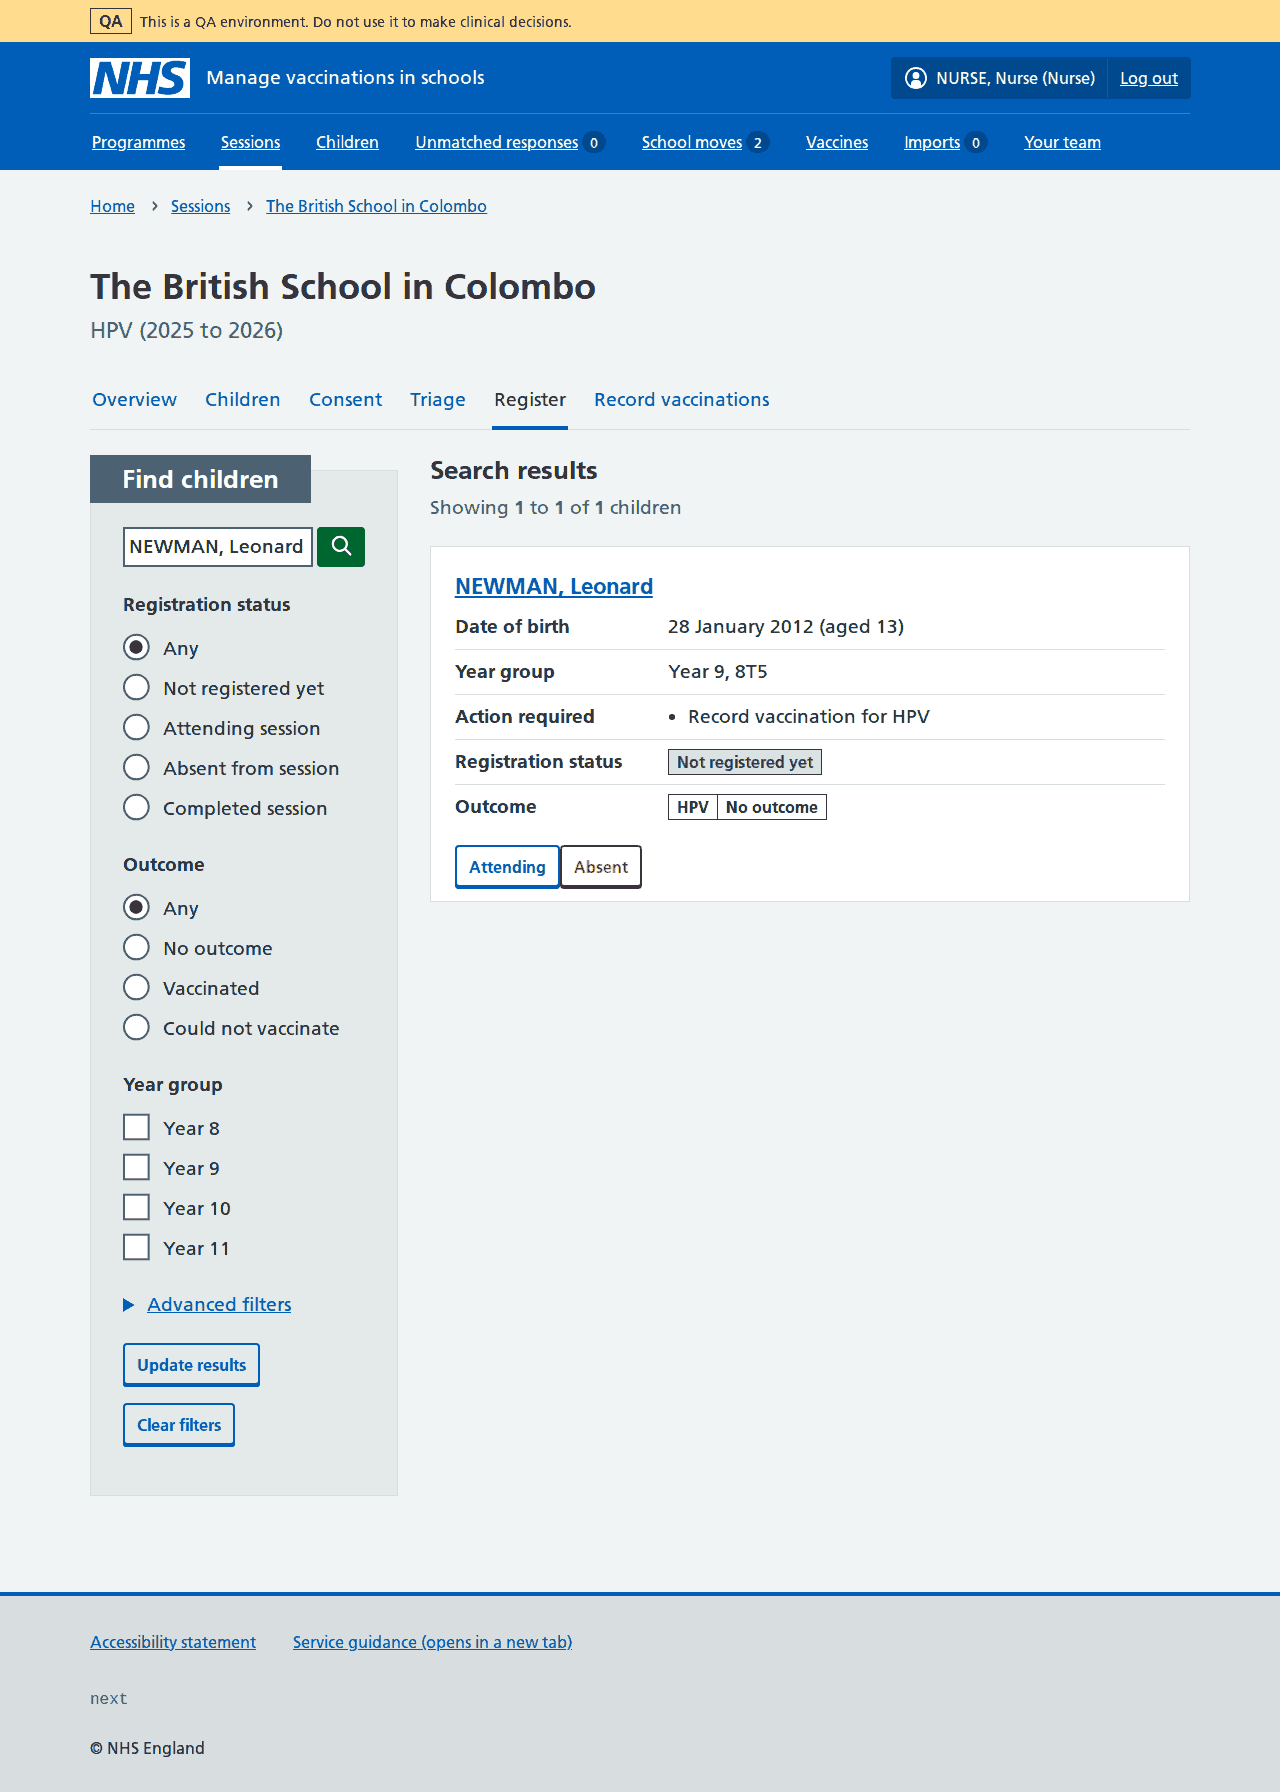 QA This is a QA environment. Do not use it to make clinical decisions.
NHS Manage vaccinations in schools NURSE, Nurse (Nurse) Log out
Programmes Sessions Children Unmatched responses 0 School moves 2 Vaccines Imports 0 Your team
Home Sessions The British School in Colombo
The British School in Colombo
HPV (2025 to 2026)
Overview Children Consent Triage Register Record vaccinations
Find children
NEWMAN, Leonard
Registration status
Any
Not registered yet
Attending session
Absent from session
Completed session
Outcome
Any
No outcome
Vaccinated
Could not vaccinate
Year group
Year 8
Year 9
Year 10
Year 11
Advanced filters
Update results
Clear filters
Search results
Showing 1 to 1 of 1 children
NEWMAN, Leonard
Date of birth 28 January 2012 (aged 13)
Year group Year 9, 8T5
Action required • Record vaccination for HPV
Registration status Not registered yet
Outcome HPV No outcome
Attending Absent
Accessibility statement Service guidance (opens in a new tab)
next
© NHS England